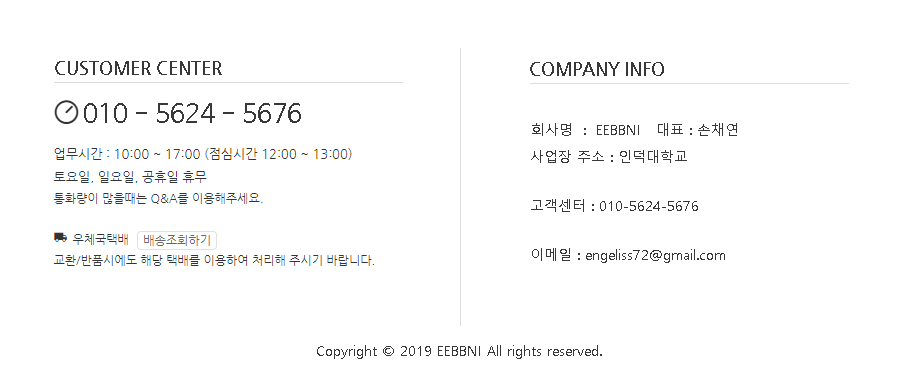 CUSTOMER CENTER
010 - 5624 - 5676
업무시간 : 10:00 ~ 17:00 (점심시간 12:00 ~ 13:00)
토요일, 일요일, 공휴일 휴무
통화량이 많을때는 Q&A를 이용해주세요.
우체국택배 배송조회하기
교환/반품시에도 해당 택배를 이용하여 처리해 주시기 바랍니다.
COMPANY INFO
회사명 : EEBBNI 대표 : 손채연
사업장 주소 : 인덕대학교
고객센터 : 010-5624-5676
이메일 : engeliss72@gmail.com
Copyright © 2019 EEBBNI All rights reserved.